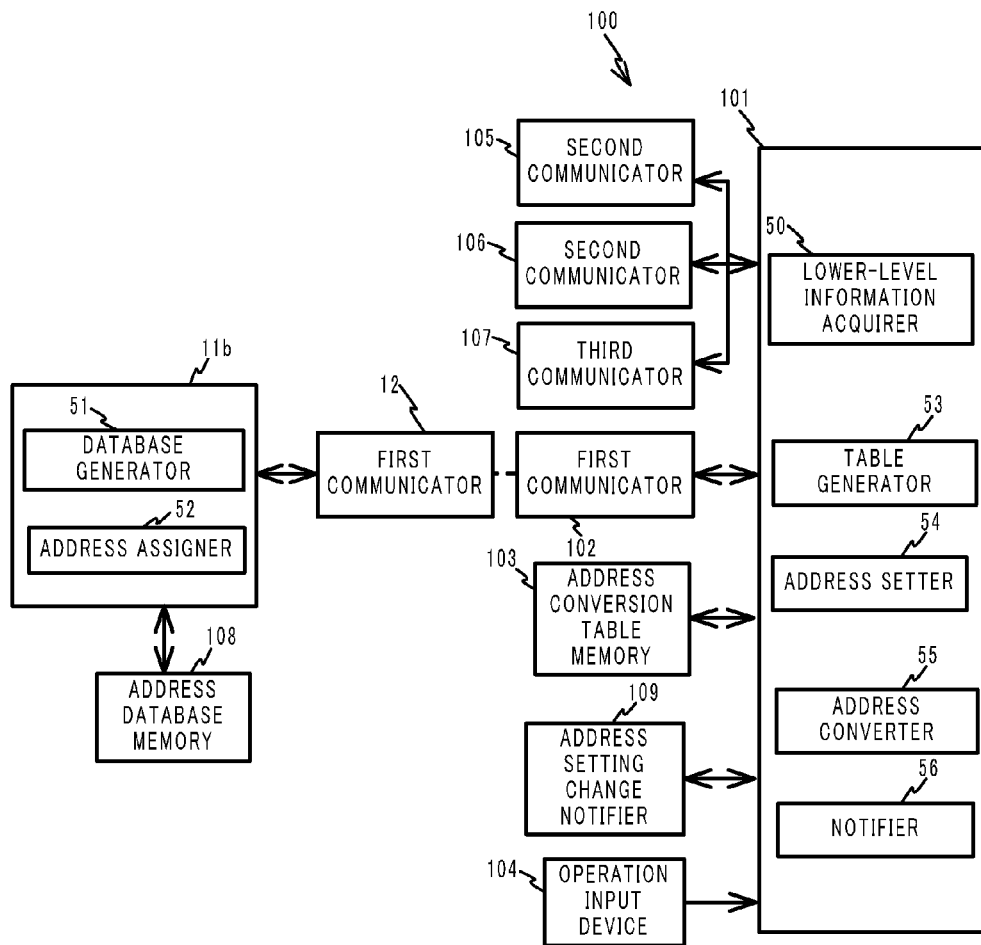 100
101
105
SECOND
COMMUNICATOR
106
SECOND
COMMUNICATOR
50
LOWER-LEVEL
INFORMATION
ACQUIRER
107
THIRD
COMMUNICATOR
11b
51
DATABASE
GENERATOR
52
ADDRESS ASSIGNER
12
FIRST
COMMUNICATOR
FIRST
COMMUNICATOR
102
53
TABLE
GENERATOR
54
ADDRESS SETTER
103
ADDRESS
CONVERSION
TABLE
MEMORY
108
ADDRESS
DATABASE
MEMORY
109
ADDRESS
SETTING
CHANGE
NOTIFIER
55
ADDRESS
CONVERTER
56
NOTIFIER
104
OPERATION
INPUT
DEVICE